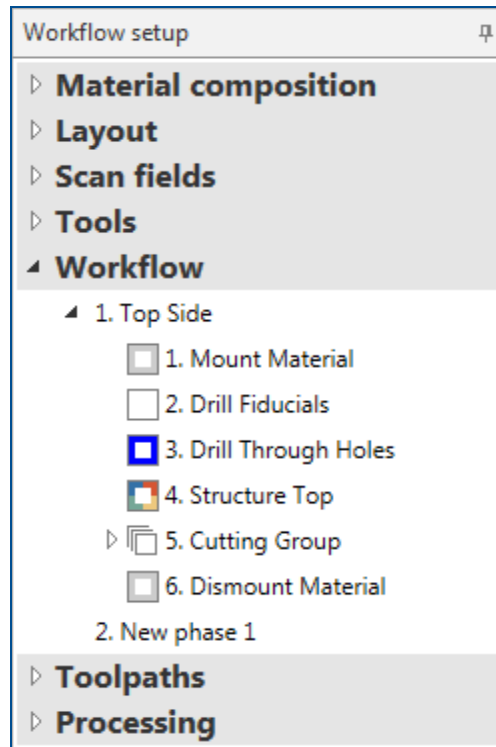 Workflow setup
Material composition
Layout
Scan fields
Tools
Workflow
1. Top Side
1. Mount Material
2. Drill Fiducials
3. Drill Through Holes
4. Structure Top
5. Cutting Group
6. Dismount Material
2. New phase 1
Toolpaths
Processing